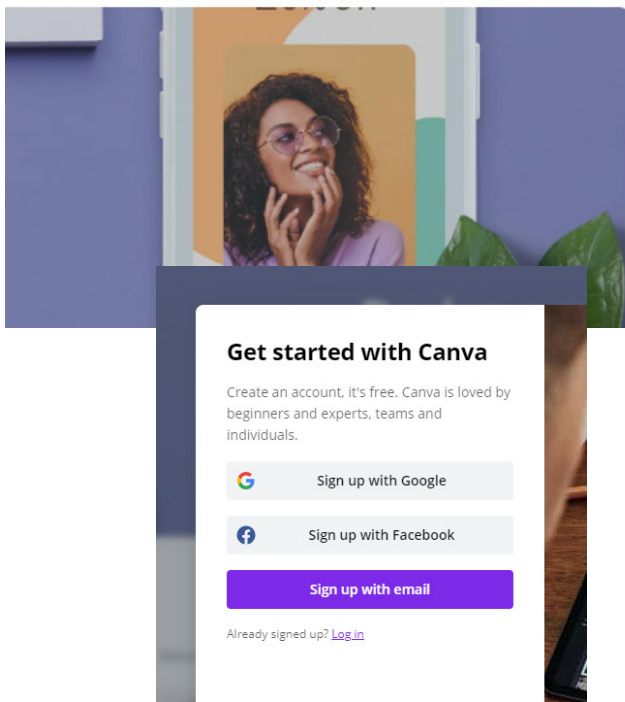 Get started with Canva
Create an account, it's free. Canva is loved by
beginners and experts, teams and
individuals.
Sign up with Google
Sign up with Facebook
Sign up with email
Already signed up? Log in